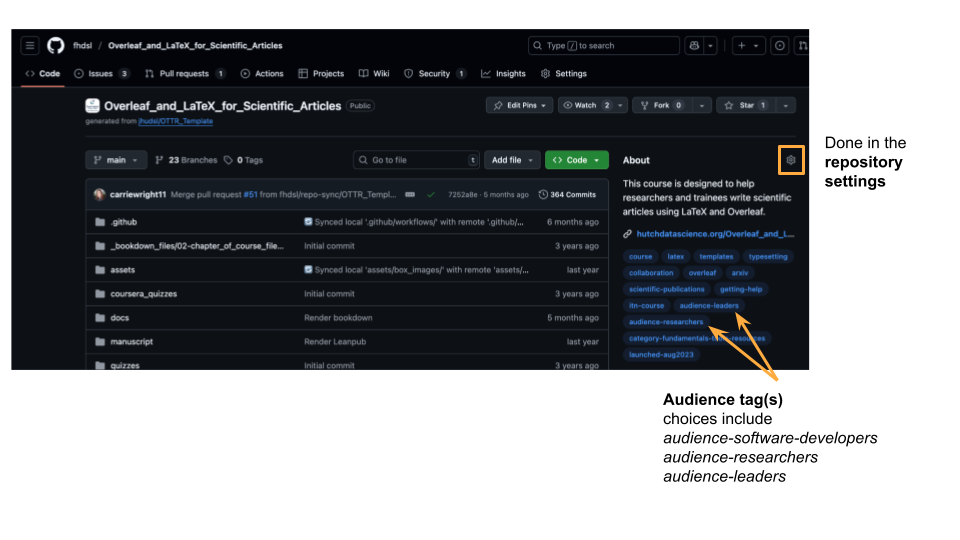 fhdsl / Overleaf_and_LaTeX_for_Scientific_Articles
Type / to search
Code Issues 3 Pull requests 1 Actions Projects Wiki Security 1 Insights Settings
Overleaf_and_LaTeX_for_Scientific_Articles Public
generated from jhudsl/OTTR_Template
Edit Pins Watch 2 Fork 0 Star 1
main 23 Branches 0 Tags Go to file t Add file Code
carriewright11 Merge pull request #51 from fhdsl/repo-sync/OTTR_Templ... 7252a8e · 5 months ago 364 Commits
.github Synced local '.github/workflows/' with remote '.github/... 6 months ago
_bookdown_files/02-chapter_of_course_file... Initial commit 3 years ago
assets Synced local 'assets/box_images/' with remote 'assets/... last year
coursera_quizzes Initial commit 3 years ago
docs Render bookdown 5 months ago
manuscript Render Leanpub last year
quizzes Initial commit 3 years ago
About
This course is designed to help
researchers and trainees write scientific
articles using LaTeX and Overleaf.
hutchdatascience.org/Overleaf_and_L...
course latex templates typesetting
collaboration overleaf arxiv
scientific-publications getting-help
itn-course audience-leaders
audience-researchers
category-fundamentals-tools-resources
launched-aug2023
Done in the
repository
settings
Audience tag(s)
choices include
audience-software-developers
audience-researchers
audience-leaders